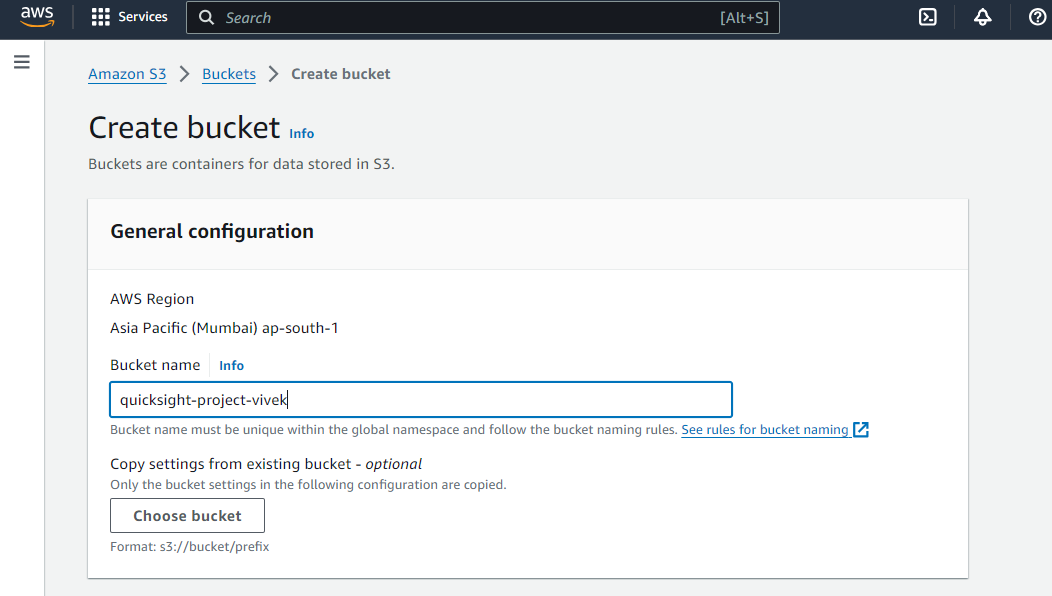 aws Services Search [Alt+S]
Amazon S3 > Buckets > Create bucket
Create bucket Info
Buckets are containers for data stored in S3.
General configuration
AWS Region
Asia Pacific (Mumbai) ap-south-1
Bucket name Info
quicksight-project-vivek
Bucket name must be unique within the global namespace and follow the bucket naming rules. See rules for bucket naming
Copy settings from existing bucket - optional
Only the bucket settings in the following configuration are copied.
Choose bucket
Format: s3://bucket/prefix